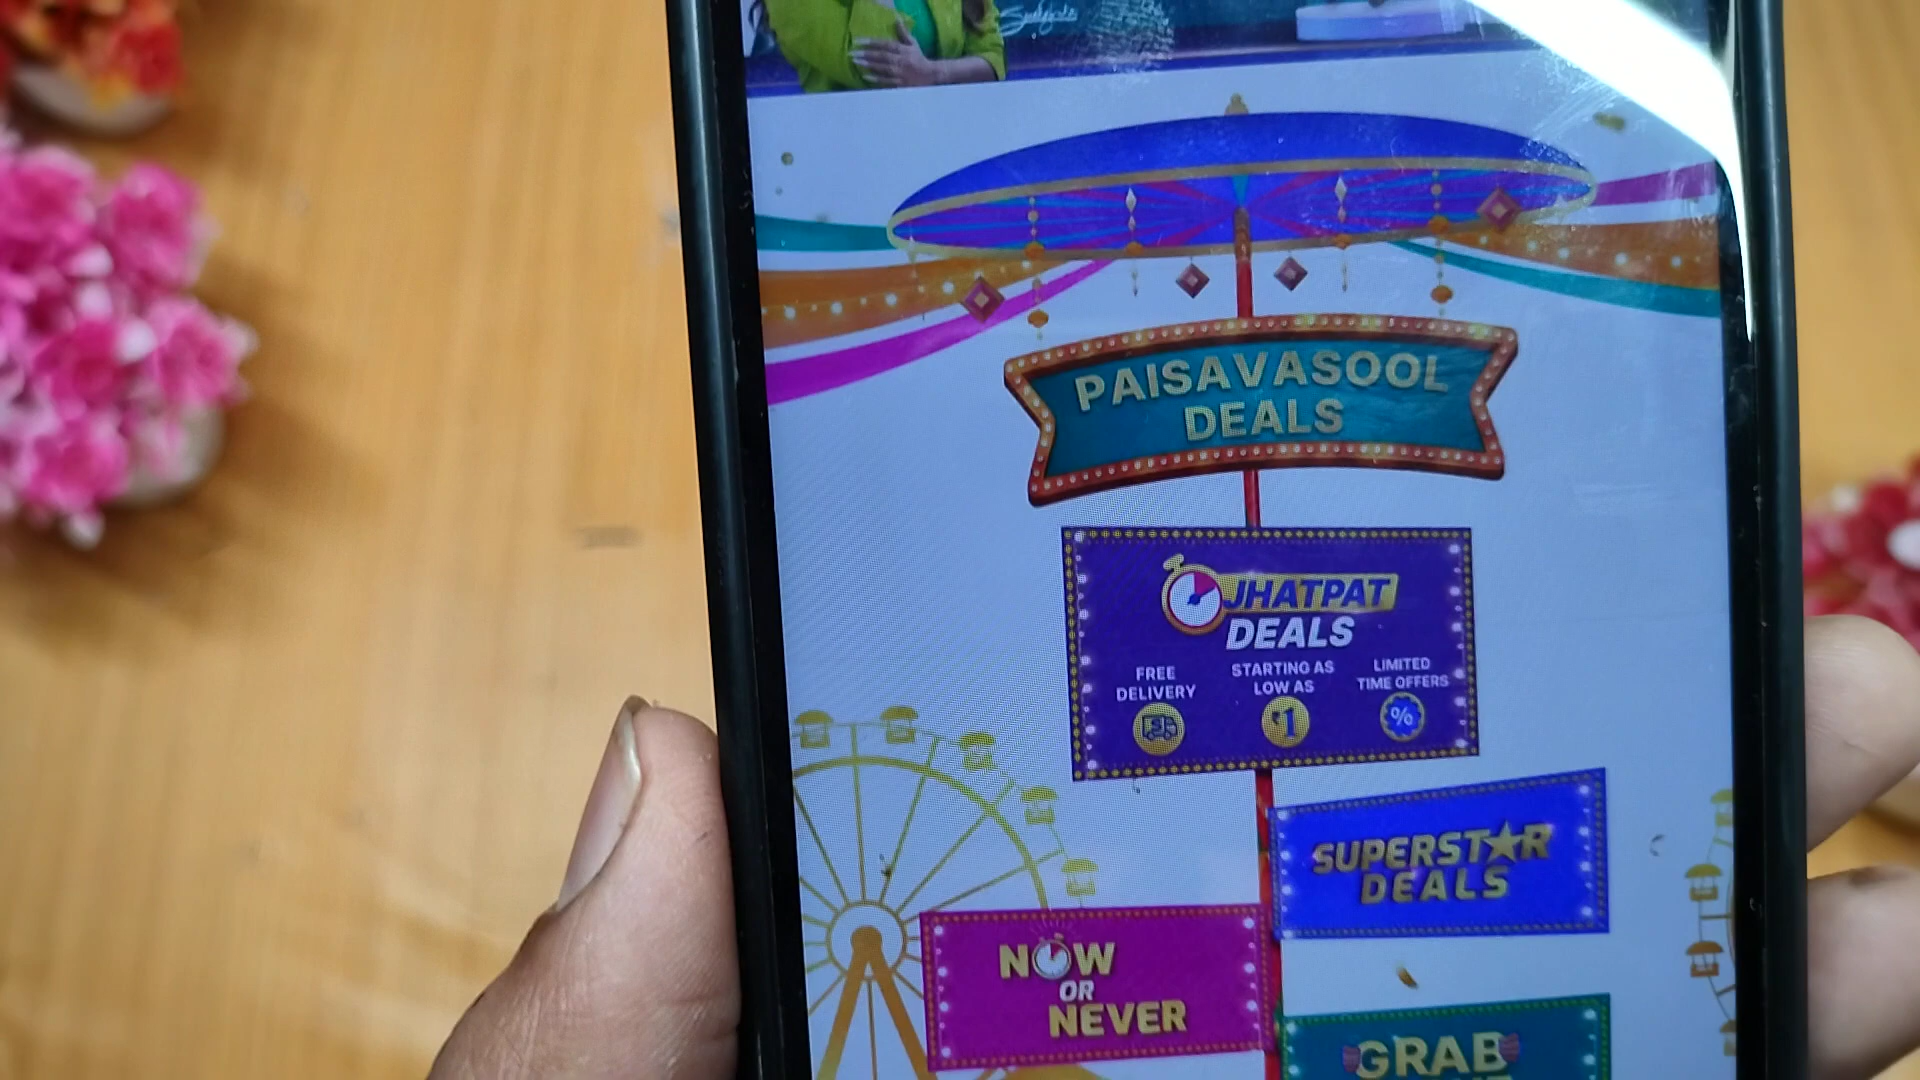 PAISAVASOOL
DEALS
JHATPAT
DEALS
FREE
DELIVERY
STARTING AS
LOW AS
₹1
LIMITED
TIME OFFERS
%
SUPERST★R
DEALS
NOW
OR
NEVER
GRAB